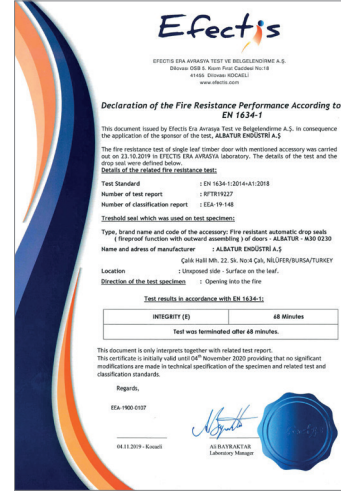 Efectis
EFECTIS ERA AVRASYA TEST VE BELGELENDİRME A.Ş.
Dilovası OSB 5. Kısım Fırat Caddesi No:18
41455 Dilovası KOCAELİ
www.efectis.com
Declaration of the Fire Resistance Performance According to
EN 1634-1
This document issued by Efectis Era Avrasya Test ve Belgelendirme A.Ş. in consequence
the application of the sponsor of the test, ALBATUR ENDÜSTRİ A.Ş
The fire resistance test of single leaf timber door with mentioned accessory was carried
out on 23.10.2019 in EFECTIS ERA AVRASYA laboratory. The details of the test and the
drop seal were defined below.
Details of the related fire resistance test:
Test Standard : EN 1634-1:2014+A1:2018
Number of test report : RFTR19227
Number of classification report : EEA-19-148
Treshold seal which was used on test specimen:
Type, brand name and code of the accessory: Fire resistant automatic drop seals
( fireproof function with outward assembling ) of doors - ALBATUR - M30 0230
Name and adress of manufacturer : ALBATUR ENDÜSTRİ A.Ş
Çalık Halil Mh. 22. Sk. No:4 Çalı, NİLÜFER/BURSA/TURKEY
Location : Unxposed side - Surface on the leaf.
Direction of the test specimen : Opening into the fire
Test results in accordance with EN 1634-1:
INTEGRITY (E) 68 Minutes
Test was terminated after 68 minutes.
This document is only interprets together with related test report.
This certificate is initially valid until 04th November 2020 providing that no significant
modifications are made in technical specification of the specimen and related test and
classification standards.
Regards,
EEA-1900-0107
04.11.2019 - Kocaeli
Ali BAYRAKTAR
Laboratory Manager